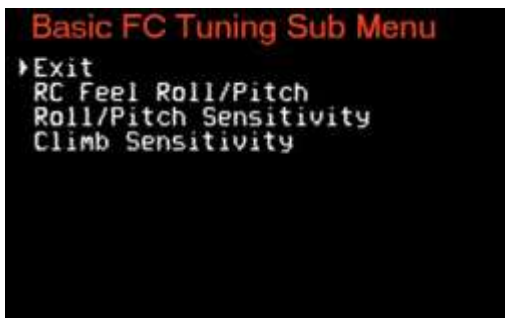 Basic FC Tuning Sub Menu
Exit
RC Feel Roll/Pitch
Roll/Pitch Sensitivity
Climb Sensitivity